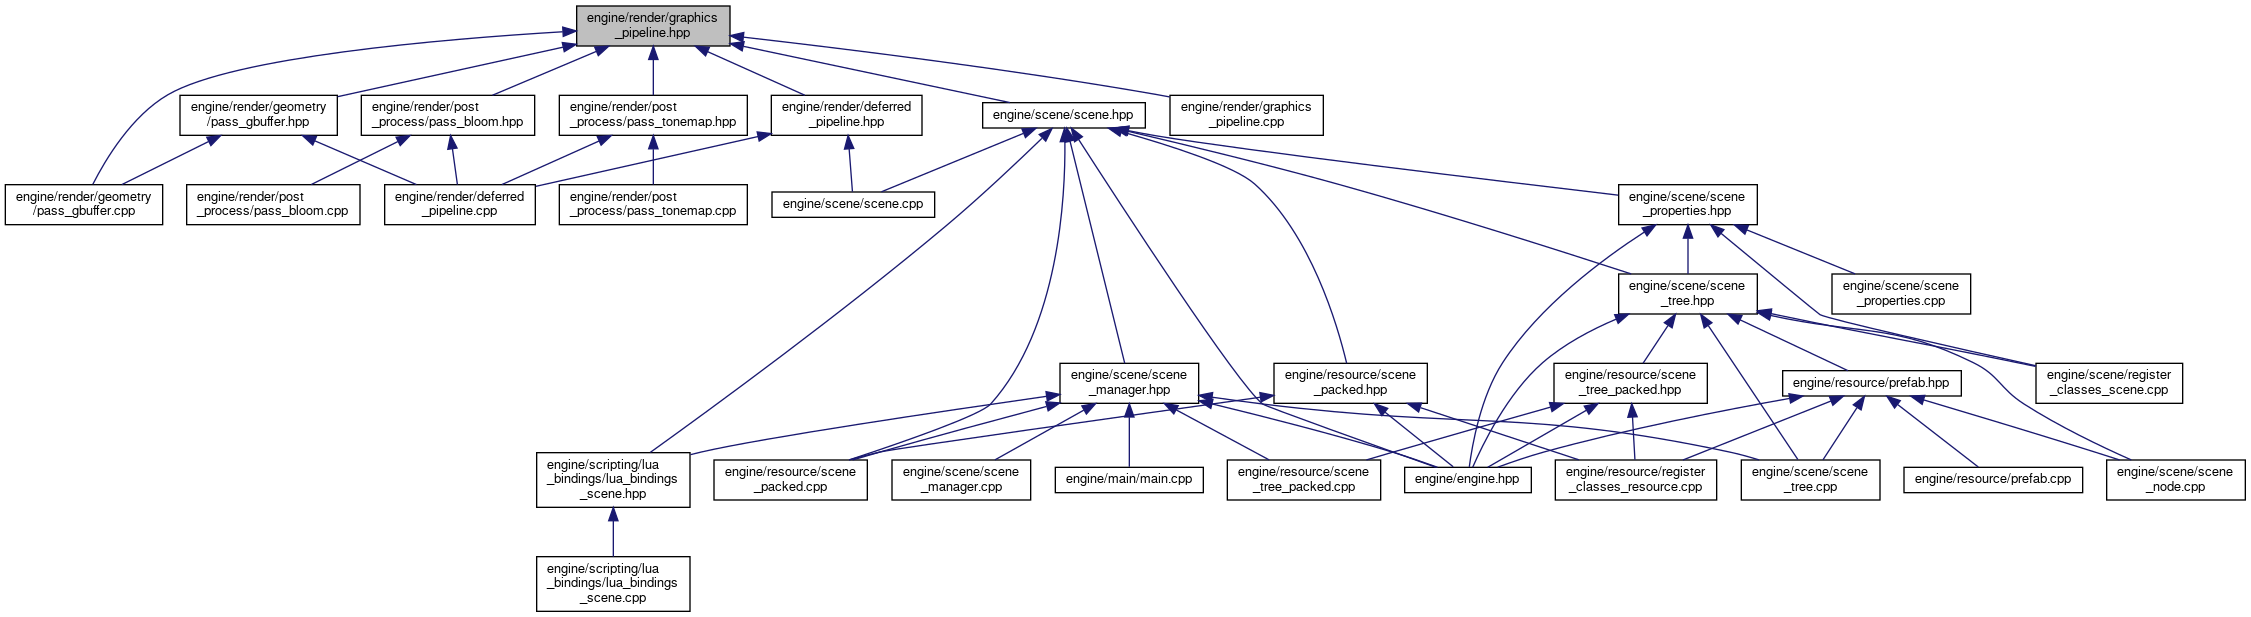 engine/render/graphics
_pipeline.hpp
engine/render/geometry
/pass_gbuffer.hpp
engine/render/post
_process/pass_bloom.hpp
engine/render/post
_process/pass_tonemap.hpp
engine/render/deferred
_pipeline.hpp
engine/scene/scene.hpp
engine/render/graphics
_pipeline.cpp
engine/render/geometry
/pass_gbuffer.cpp
engine/render/post
_process/pass_bloom.cpp
engine/render/deferred
_pipeline.cpp
engine/render/post
_process/pass_tonemap.cpp
engine/scene/scene.cpp
engine/scene/scene
_properties.hpp
engine/scene/scene
_tree.hpp
engine/scene/scene
_properties.cpp
engine/scene/scene
_manager.hpp
engine/resource/scene
_packed.hpp
engine/resource/scene
_tree_packed.hpp
engine/resource/prefab.hpp
engine/scene/register
_classes_scene.cpp
engine/scripting/lua
_bindings/lua_bindings
_scene.hpp
engine/resource/scene
_packed.cpp
engine/scene/scene
_manager.cpp
engine/main/main.cpp
engine/resource/scene
_tree_packed.cpp
engine/engine.hpp
engine/resource/register
_classes_resource.cpp
engine/scene/scene
_tree.cpp
engine/resource/prefab.cpp
engine/scene/scene
_node.cpp
engine/scripting/lua
_bindings/lua_bindings
_scene.cpp